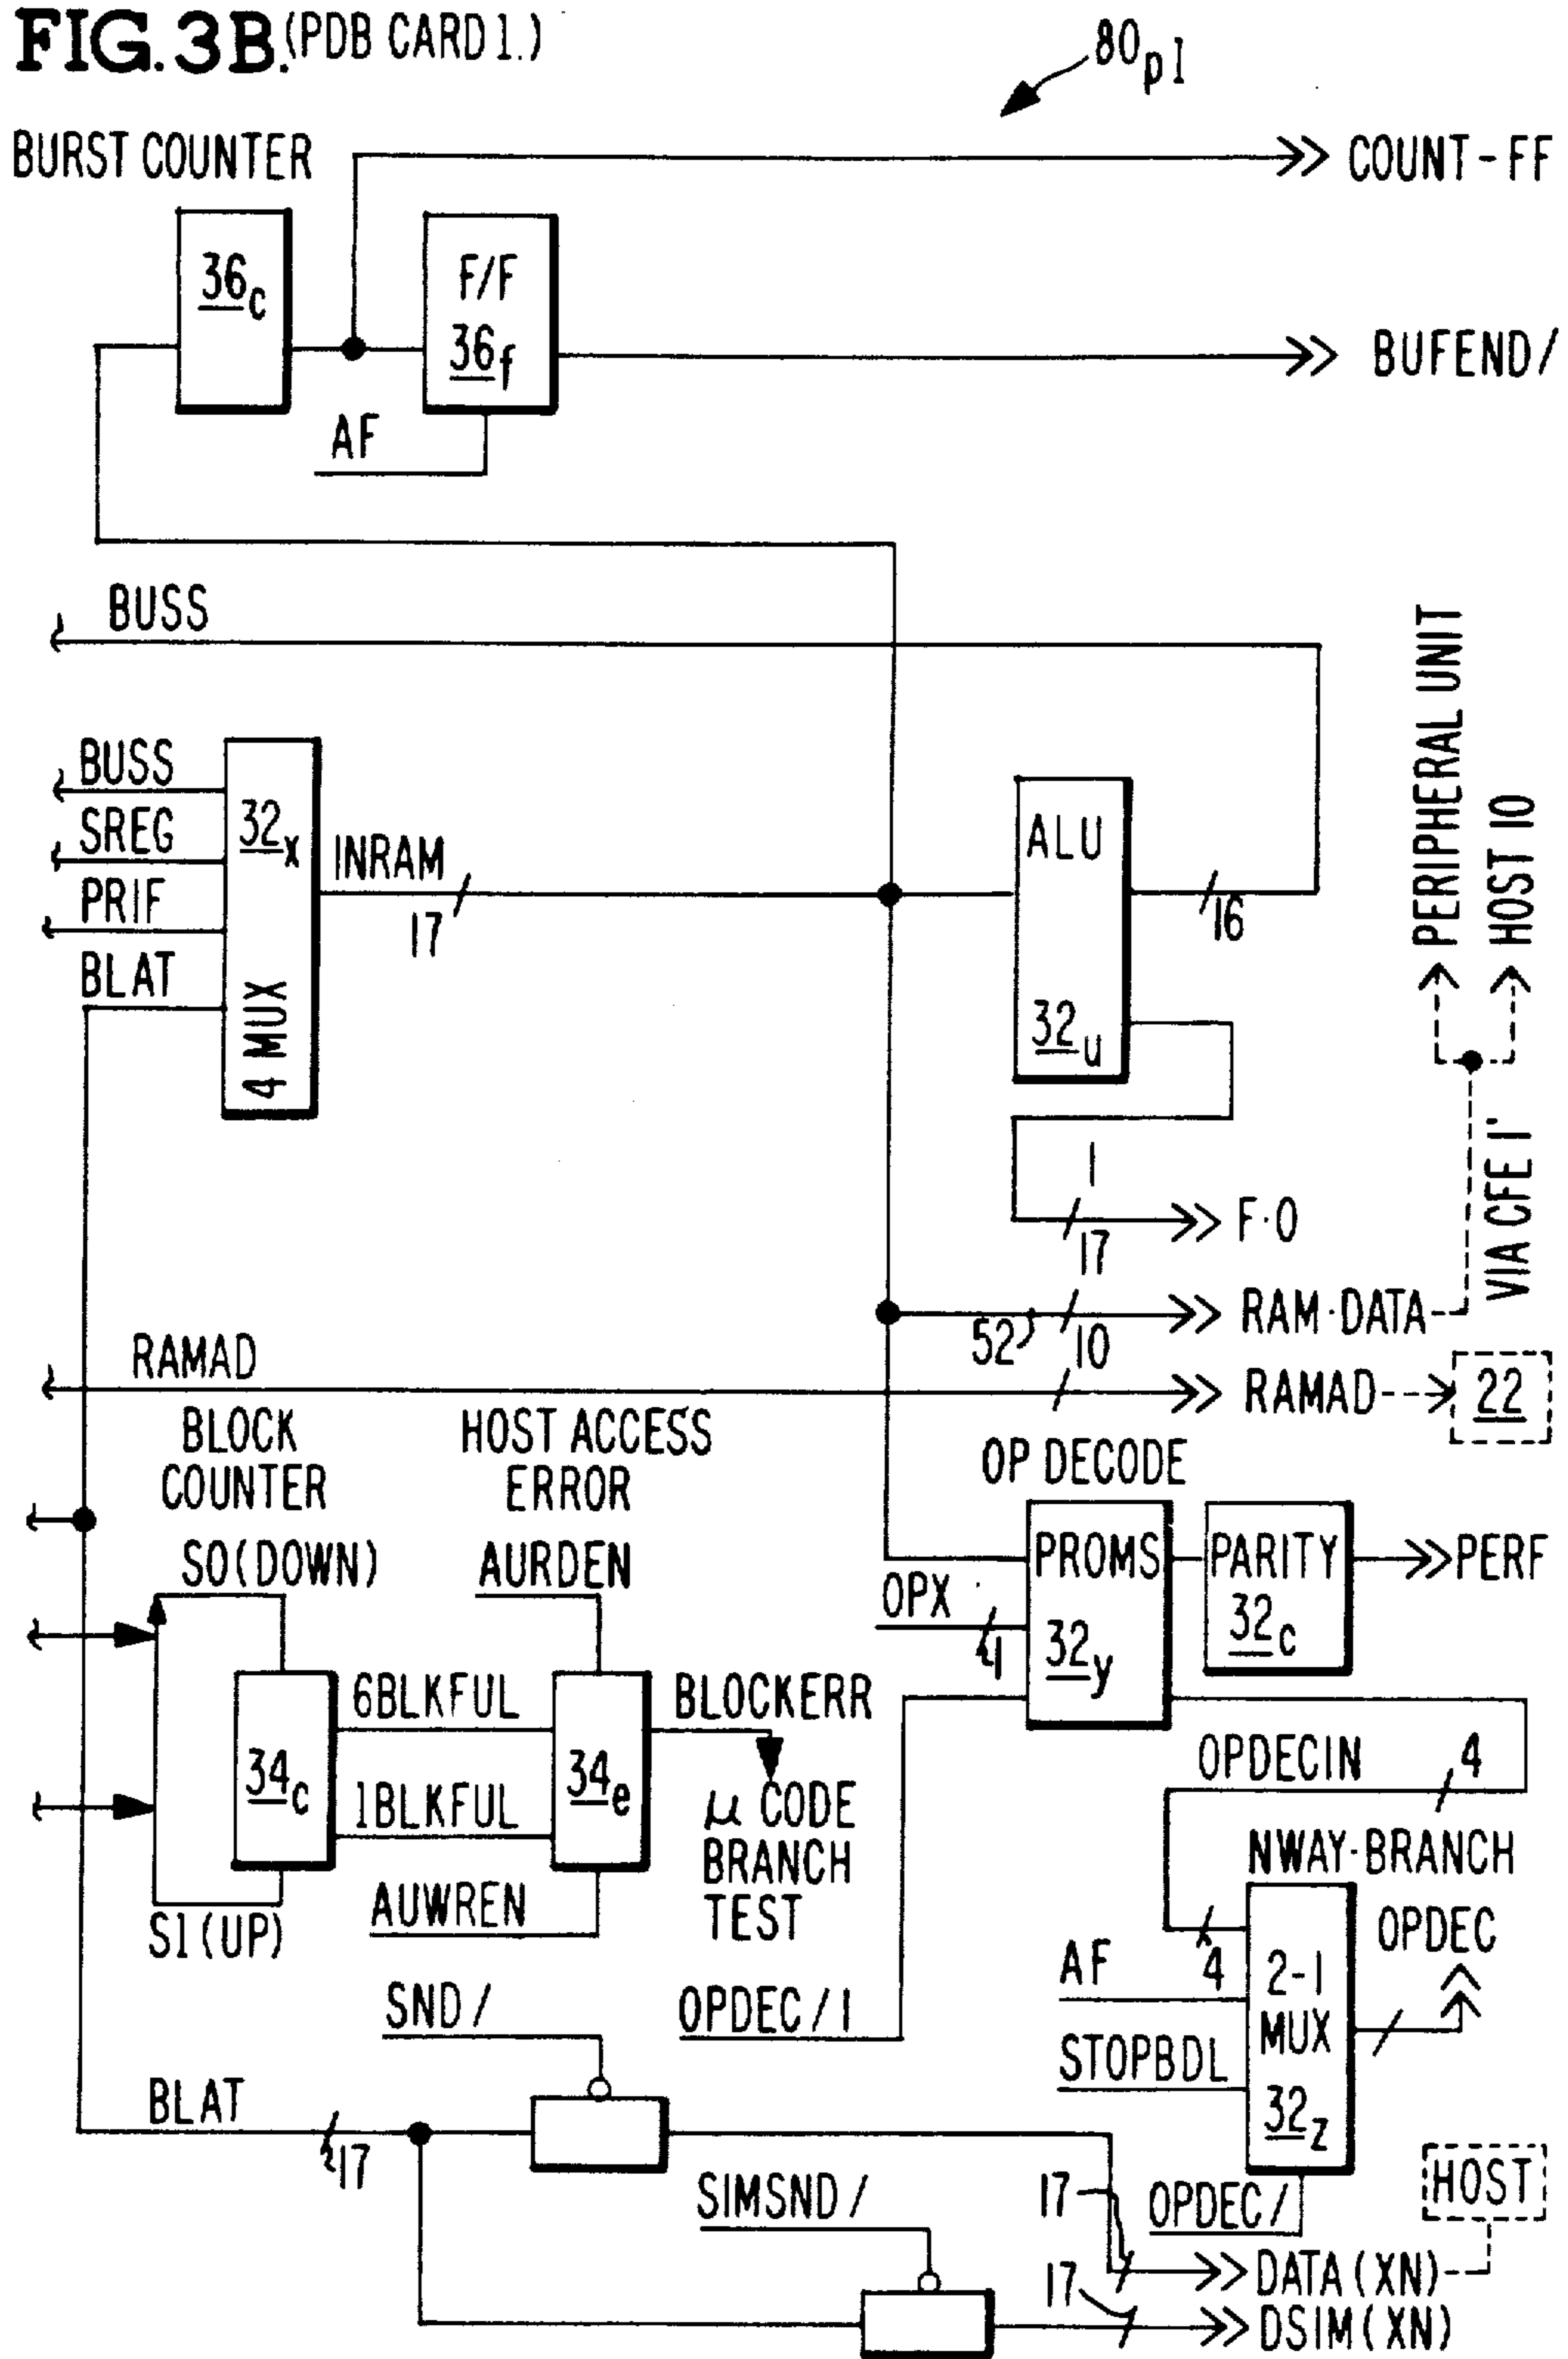 FIG. 3B. (PDB CARD 1.)
80pI
BURST COUNTER
COUNT-FF
36c
F/F
36f
BUFEND/
AF
BUSS
BUSS
SREG
PRIF
BLAT
32x
4 MUX
INRAM
17
ALU
32u
16
PERIPHERAL UNIT
HOST 10
VIA CFE 1'
1
F·0
17
RAM·DATA
52
10
RAMAD
RAMAD
22
BLOCK
COUNTER
HOST ACCESS
ERROR
OP DECODE
S0(DOWN)
AURDEN
PROMS
32y
PARITY
32c
PERF
OPX
1
6BLKFUL
BLOCKERR
34c
34e
1BLKFUL
μ CODE
BRANCH
TEST
OPDECIN
4
NWAY-BRANCH
AUWREN
S1(UP)
OPDEC
4
AF
2-1
MUX
32z
SND/
OPDEC/1
STOPBDL
BLAT
17
HOST
SIMSND/
17
OPDEC/
DATA(XN)
17
DSIM(XN)